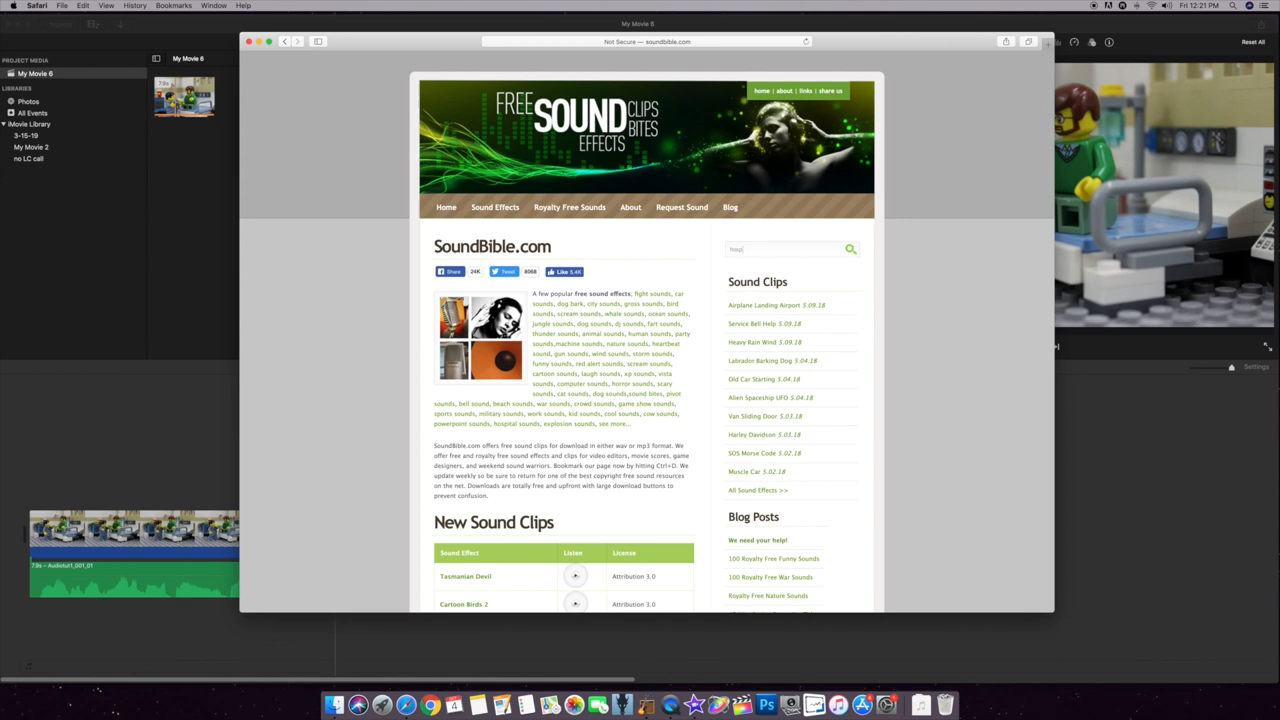 Safari File Edit View History Bookmarks Window Help
Fri 12:21 PM
My Movie 6
Reset All
PROJECT MEDIA
My Movie 6
LIBRARIES
Photos
All Events
iMovie Library
3-15-19
My Movie 2
no LC call
My Movie 6
7.9s
Not Secure — soundbible.com
home | about | links | share us
FREE SOUND CLIPS
BITES
EFFECTS
Home Sound Effects Royalty Free Sounds About Request Sound Blog
SoundBible.com
Share 24K Tweet 8068 Like 5.4K
A few popular free sound effects; fight sounds, car
sounds, dog bark, city sounds, gross sounds, bird
sounds, scream sounds, whale sounds, ocean sounds,
jungle sounds, dog sounds, dj sounds, fart sounds,
thunder sounds, animal sounds, human sounds, party
sounds,machine sounds, nature sounds, heartbeat
sound, gun sounds, wind sounds, storm sounds,
funny sounds, red alert sounds, scream sounds,
cartoon sounds, laugh sounds, xp sounds, vista
sounds, computer sounds, horror sounds, scary
sounds, cat sounds, dog sounds,sound bites, pivot
sounds, bell sound, beach sounds, war sounds, crowd sounds, game show sounds,
sports sounds, military sounds, work sounds, kid sounds, cool sounds, cow sounds,
powerpoint sounds, hospital sounds, explosion sounds, see more...
SoundBible.com offers free sound clips for download in either wav or mp3 format. We
offer free and royalty free sound effects and clips for video editors, movie scores, game
designers, and weekend sound warriors. Bookmark our page now by hitting Ctrl+D. We
update weekly so be sure to return for one of the best copyright free sound resources
on the net. Downloads are totally free and upfront with large download buttons to
prevent confusion.
New Sound Clips
Sound Effect Listen License
Tasmanian Devil Attribution 3.0
Cartoon Birds 2 Attribution 3.0
hosp
Sound Clips
Airplane Landing Airport 5.09.18
Service Bell Help 5.09.18
Heavy Rain Wind 5.09.18
Labrador Barking Dog 5.04.18
Old Car Starting 5.04.18
Alien Spaceship UFO 5.04.18
Van Sliding Door 5.03.18
Harley Davidson 5.03.18
SOS Morse Code 5.02.18
Muscle Car 5.02.18
All Sound Effects >>
Blog Posts
We need your help!
100 Royalty Free Funny Sounds
100 Royalty Free War Sounds
Royalty Free Nature Sounds
Settings
7.9s – Audiotut1_001_01
4
Ps